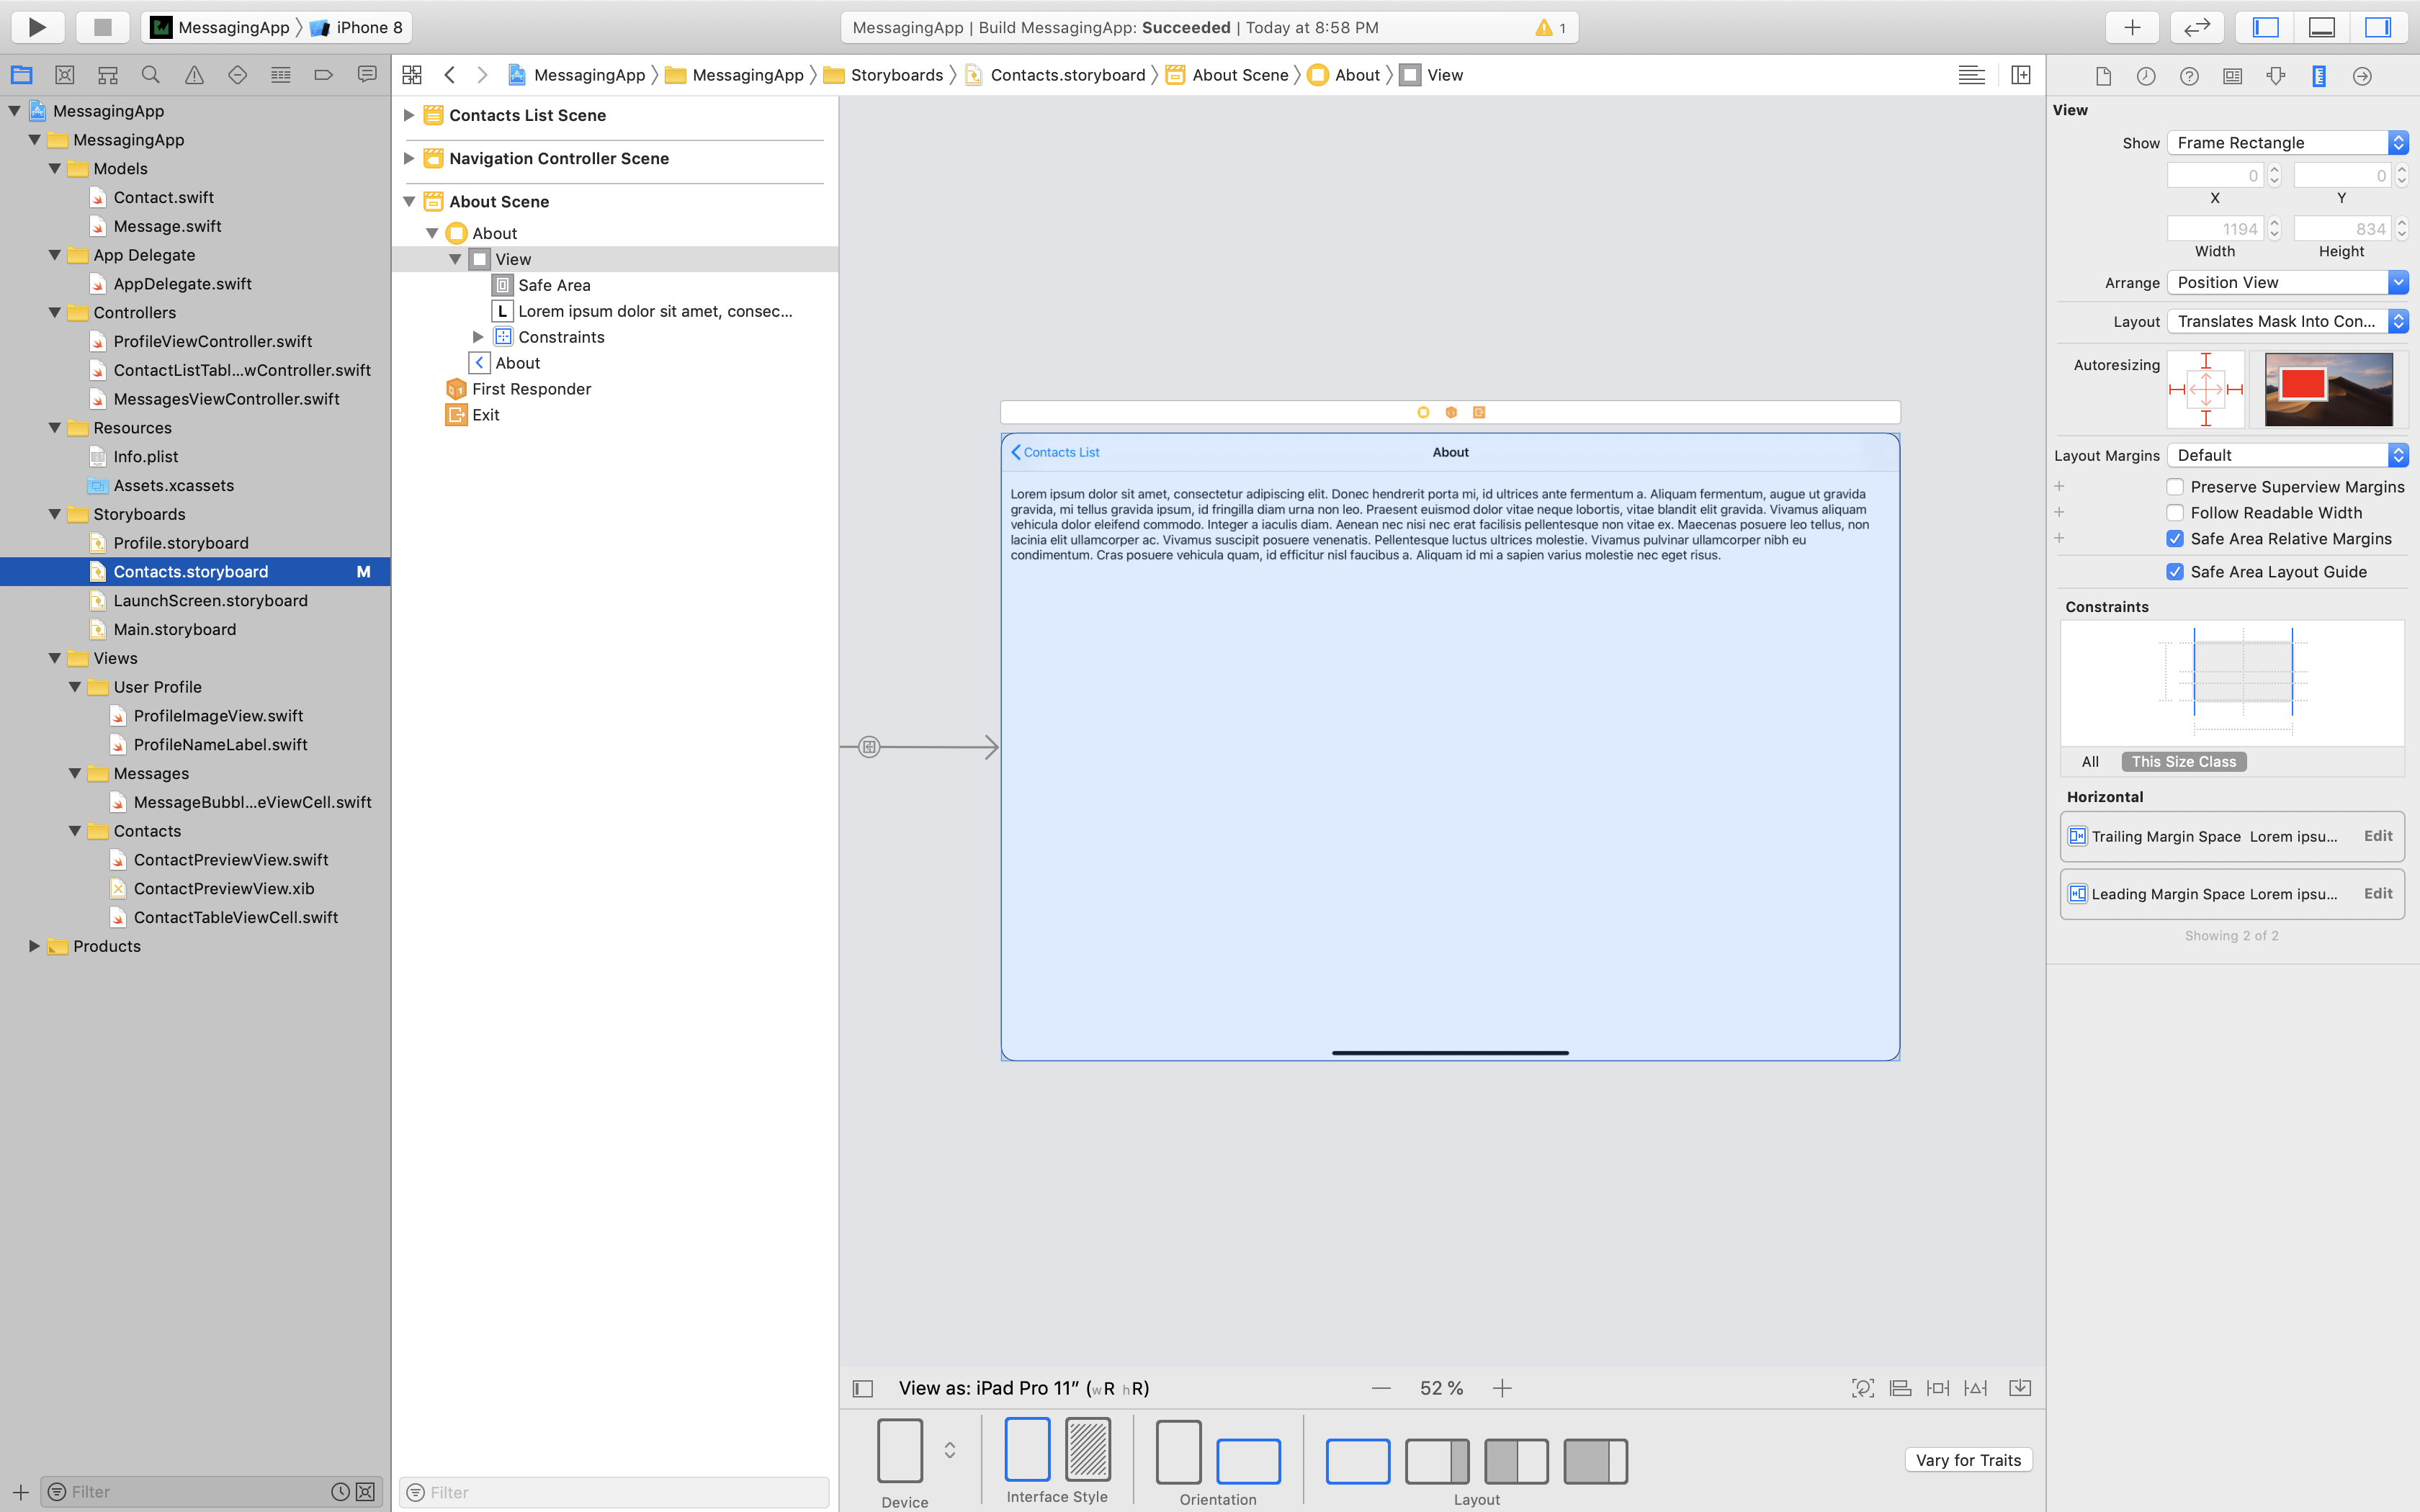 MessagingApp
iPhone 8
MessagingApp | Build MessagingApp: Succeeded | Today at 8:58 PM
1
MessagingApp
MessagingApp
Storyboards
Contacts.storyboard
About Scene
About
View
MessagingApp
MessagingApp
Models
Contact.swift
Message.swift
App Delegate
AppDelegate.swift
Controllers
ProfileViewController.swift
ContactListTabl...wController.swift
MessagesViewController.swift
Resources
Info.plist
Assets.xcassets
Storyboards
Profile.storyboard
Contacts.storyboard M
LaunchScreen.storyboard
Main.storyboard
Views
User Profile
ProfileImageView.swift
ProfileNameLabel.swift
Messages
MessageBubbl...eViewCell.swift
Contacts
ContactPreviewView.swift
ContactPreviewView.xib
ContactTableViewCell.swift
Products
Filter
Contacts List Scene
Navigation Controller Scene
About Scene
About
View
Safe Area
L Lorem ipsum dolor sit amet, consec...
Constraints
About
First Responder
Exit
Filter
Contacts List
About
Lorem ipsum dolor sit amet, consectetur adipiscing elit. Donec hendrerit porta mi, id ultrices ante fermentum a. Aliquam fermentum, augue ut gravida
gravida, mi tellus gravida ipsum, id fringilla diam urna non leo. Praesent euismod dolor vitae neque lobortis, vitae blandit elit gravida. Vivamus aliquam
vehicula dolor eleifend commodo. Integer a iaculis diam. Aenean nec nisi nec erat facilisis pellentesque non vitae ex. Maecenas posuere leo tellus, non
lacinia elit ullamcorper ac. Vivamus suscipit posuere venenatis. Pellentesque luctus ultrices molestie. Vivamus pulvinar ullamcorper nibh eu
condimentum. Cras posuere vehicula quam, id efficitur nisl faucibus a. Aliquam id mi a sapien varius molestie nec eget risus.
View as: iPad Pro 11” (wR hR)
52 %
Device
Interface Style
Orientation
Layout
Vary for Traits
View
Show Frame Rectangle
0 0
X Y
1194 834
Width Height
Arrange Position View
Layout Translates Mask Into Con...
Autoresizing
Layout Margins Default
Preserve Superview Margins
Follow Readable Width
Safe Area Relative Margins
Safe Area Layout Guide
Constraints
All This Size Class
Horizontal
Trailing Margin Space Lorem ipsu... Edit
Leading Margin Space Lorem ipsu... Edit
Showing 2 of 2